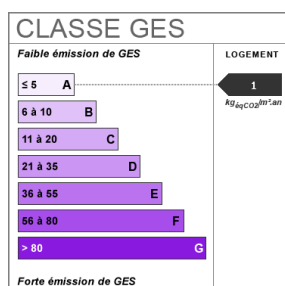 CLASSE GES
Faible émission de GES
LOGEMENT
≤ 5 A
1
kgéqCO2/m².an
6 à 10 B
11 à 20 C
21 à 35 D
36 à 55 E
56 à 80 F
> 80 G
Forte émission de GES